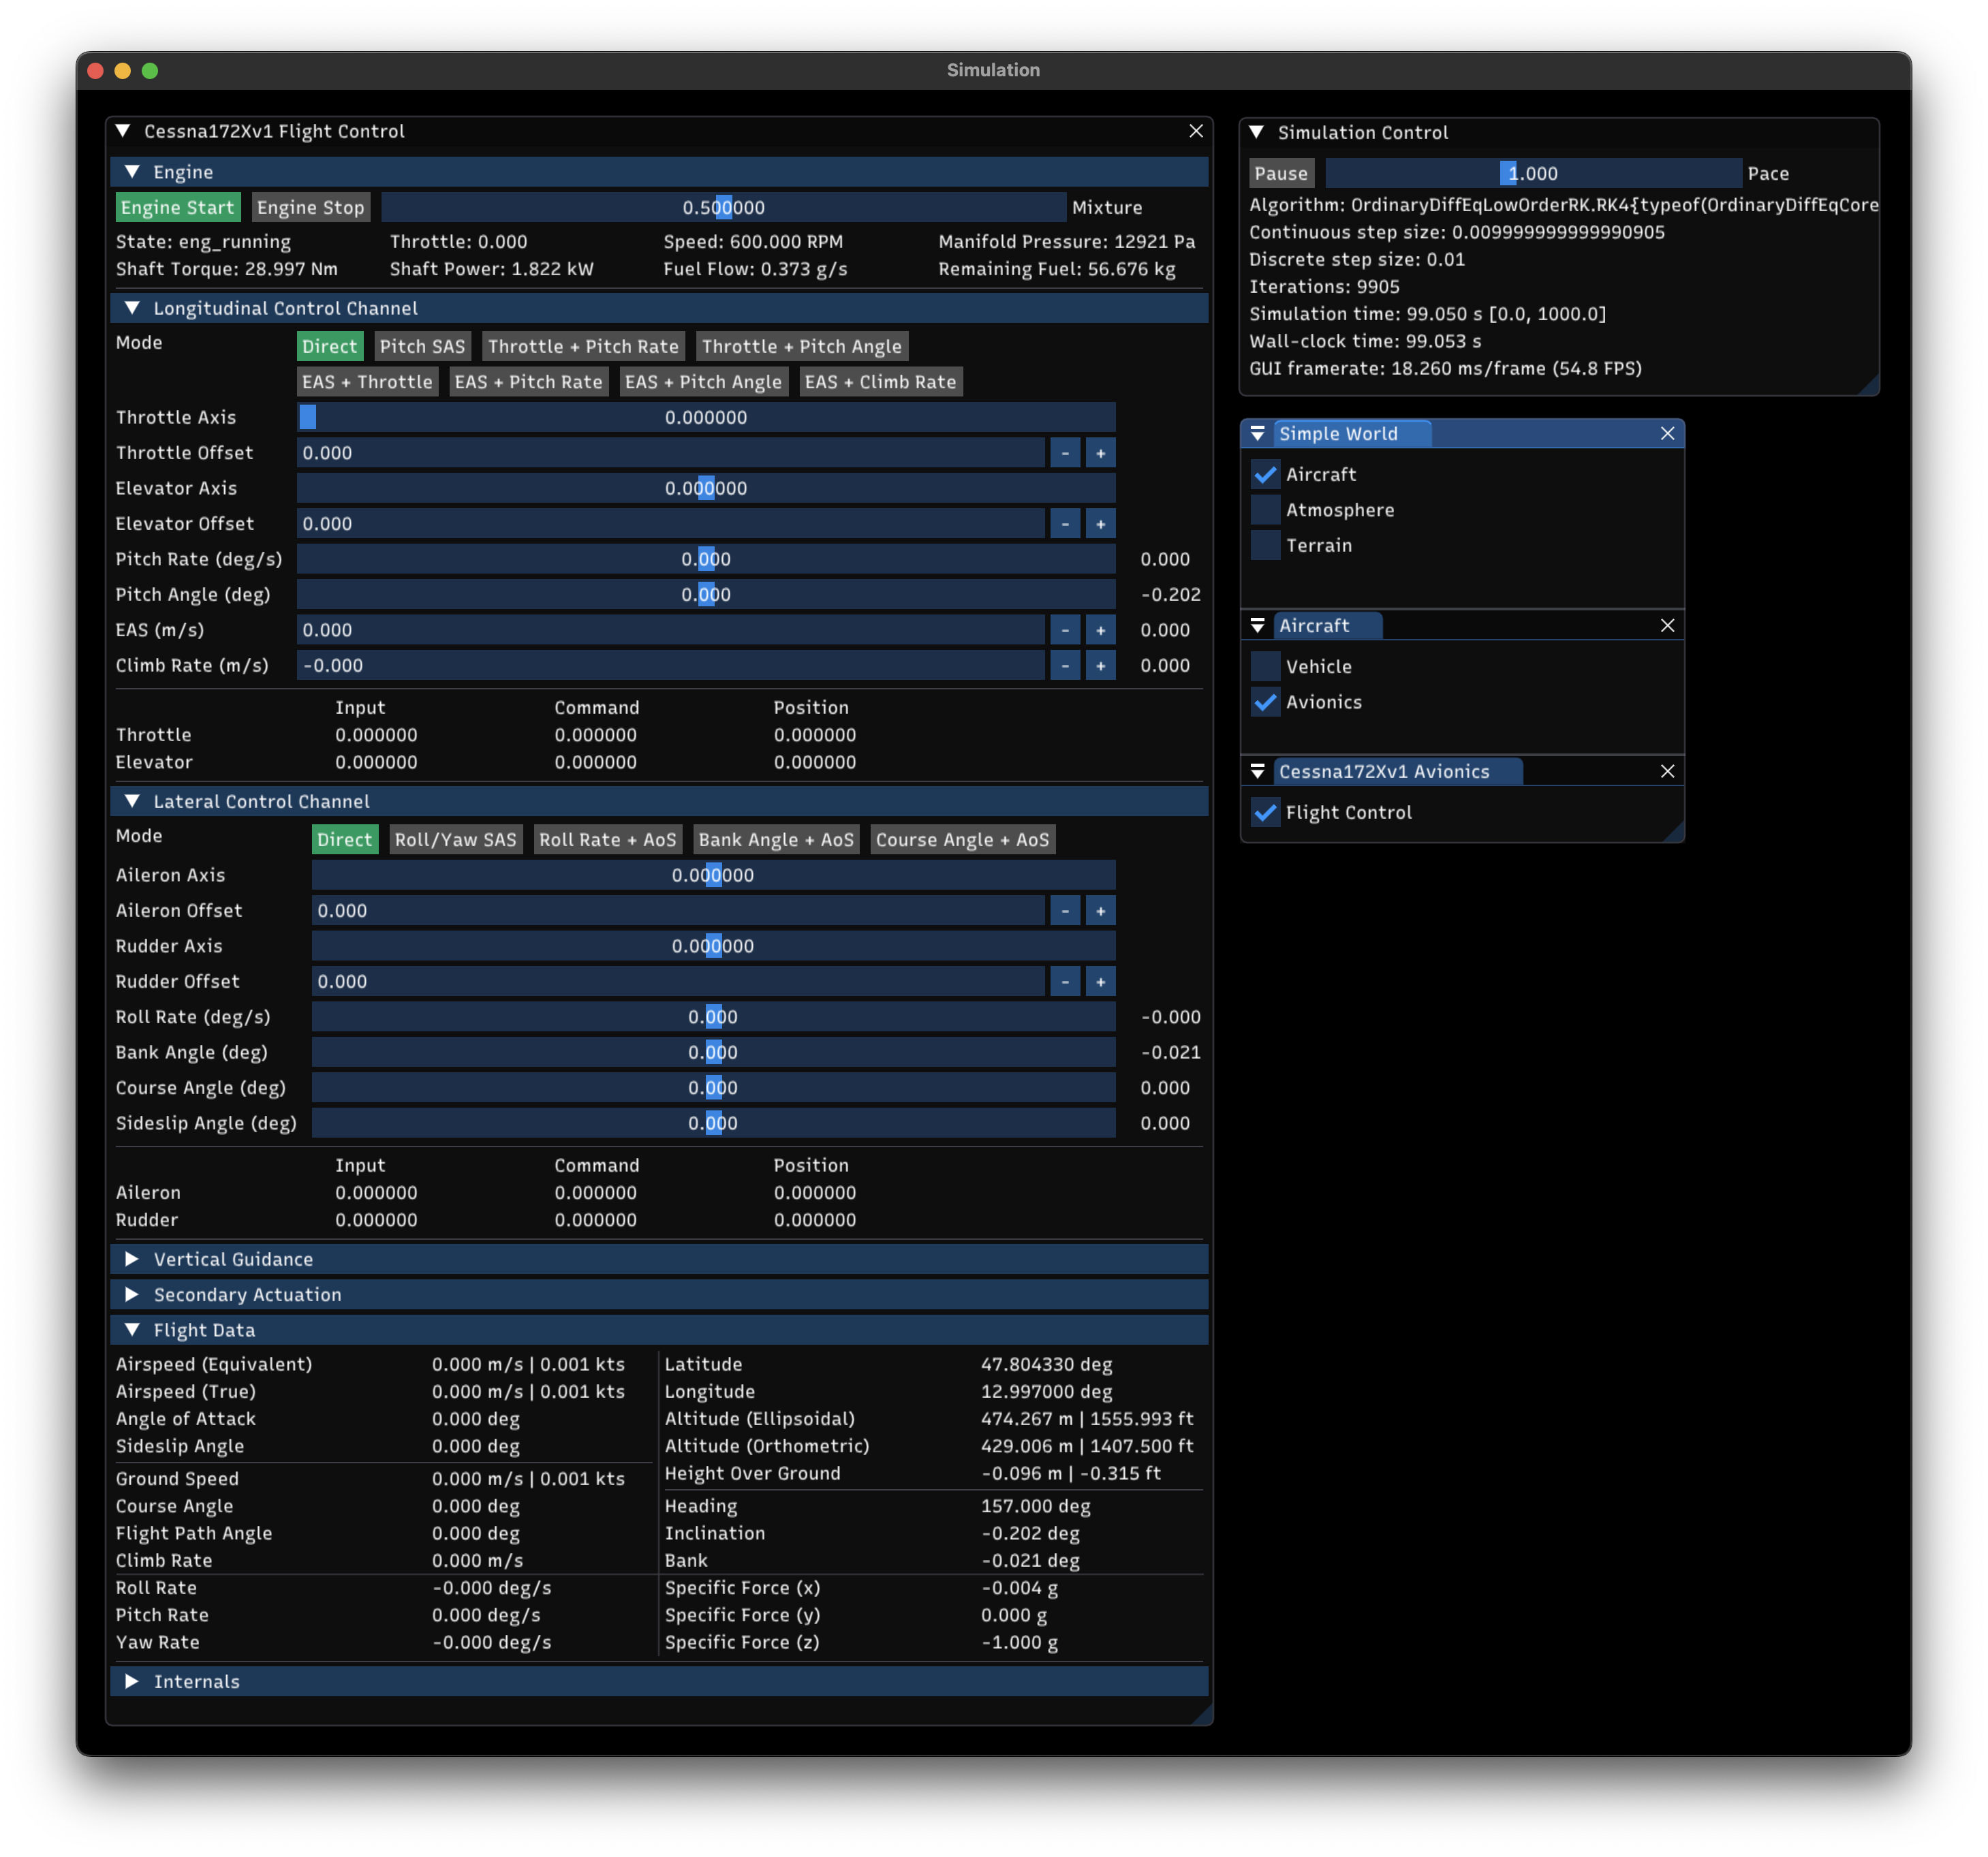 Simulation
Cessna172Xv1 Flight Control
Engine
Engine Start Engine Stop 0.500000 Mixture
State: eng_running Throttle: 0.000 Speed: 600.000 RPM Manifold Pressure: 12921 Pa
Shaft Torque: 28.997 Nm Shaft Power: 1.822 kW Fuel Flow: 0.373 g/s Remaining Fuel: 56.676 kg
Longitudinal Control Channel
Mode Direct Pitch SAS Throttle + Pitch Rate Throttle + Pitch Angle
EAS + Throttle EAS + Pitch Rate EAS + Pitch Angle EAS + Climb Rate
Throttle Axis 0.000000
Throttle Offset 0.000 - +
Elevator Axis 0.000000
Elevator Offset 0.000 - +
Pitch Rate (deg/s) 0.000 0.000
Pitch Angle (deg) 0.000 -0.202
EAS (m/s) 0.000 - + 0.000
Climb Rate (m/s) -0.000 - + 0.000
Input Command Position
Throttle 0.000000 0.000000 0.000000
Elevator 0.000000 0.000000 0.000000
Lateral Control Channel
Mode Direct Roll/Yaw SAS Roll Rate + AoS Bank Angle + AoS Course Angle + AoS
Aileron Axis 0.000000
Aileron Offset 0.000 - +
Rudder Axis 0.000000
Rudder Offset 0.000 - +
Roll Rate (deg/s) 0.000 -0.000
Bank Angle (deg) 0.000 -0.021
Course Angle (deg) 0.000 0.000
Sideslip Angle (deg) 0.000 0.000
Input Command Position
Aileron 0.000000 0.000000 0.000000
Rudder 0.000000 0.000000 0.000000
Vertical Guidance
Secondary Actuation
Flight Data
Airspeed (Equivalent) 0.000 m/s | 0.001 kts
Airspeed (True) 0.000 m/s | 0.001 kts
Angle of Attack 0.000 deg
Sideslip Angle 0.000 deg
Ground Speed 0.000 m/s | 0.001 kts
Course Angle 0.000 deg
Flight Path Angle 0.000 deg
Climb Rate 0.000 m/s
Latitude 47.804330 deg
Longitude 12.997000 deg
Altitude (Ellipsoidal) 474.267 m | 1555.993 ft
Altitude (Orthometric) 429.006 m | 1407.500 ft
Height Over Ground -0.096 m | -0.315 ft
Heading 157.000 deg
Inclination -0.202 deg
Bank -0.021 deg
Roll Rate -0.000 deg/s
Pitch Rate 0.000 deg/s
Yaw Rate -0.000 deg/s
Specific Force (x) -0.004 g
Specific Force (y) 0.000 g
Specific Force (z) -1.000 g
Internals
Simulation Control
Pause 1.000 Pace
Algorithm: OrdinaryDiffEqLowOrderRK.RK4{typeof(OrdinaryDiffEqCore
Continuous step size: 0.009999999999990905
Discrete step size: 0.01
Iterations: 9905
Simulation time: 99.050 s [0.0, 1000.0]
Wall-clock time: 99.053 s
GUI framerate: 18.260 ms/frame (54.8 FPS)
Simple World
Aircraft
Atmosphere
Terrain
Aircraft
Vehicle
Avionics
Cessna172Xv1 Avionics
Flight Control